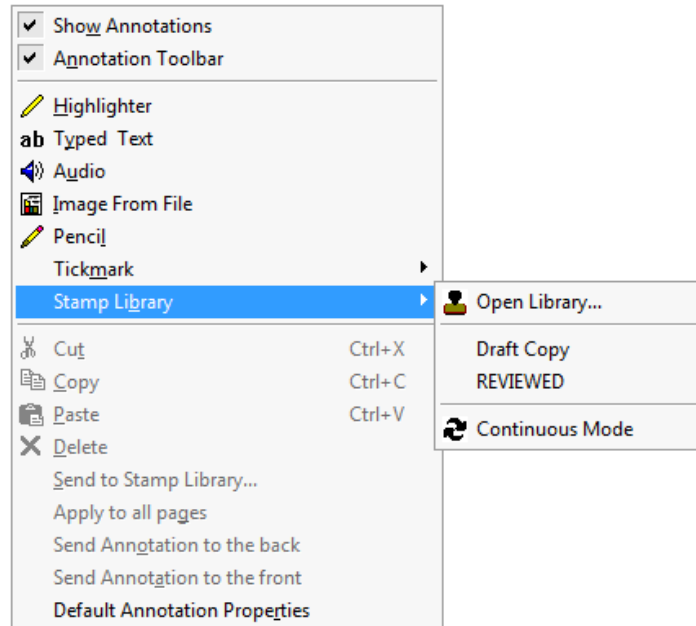 Show Annotations
Annotation Toolbar
Highlighter
ab Typed Text
Audio
Image From File
Pencil
Tickmark
Stamp Library
Open Library...
Draft Copy
REVIEWED
Continuous Mode
Cut Ctrl+X
Copy Ctrl+C
Paste Ctrl+V
Delete
Send to Stamp Library...
Apply to all pages
Send Annotation to the back
Send Annotation to the front
Default Annotation Properties